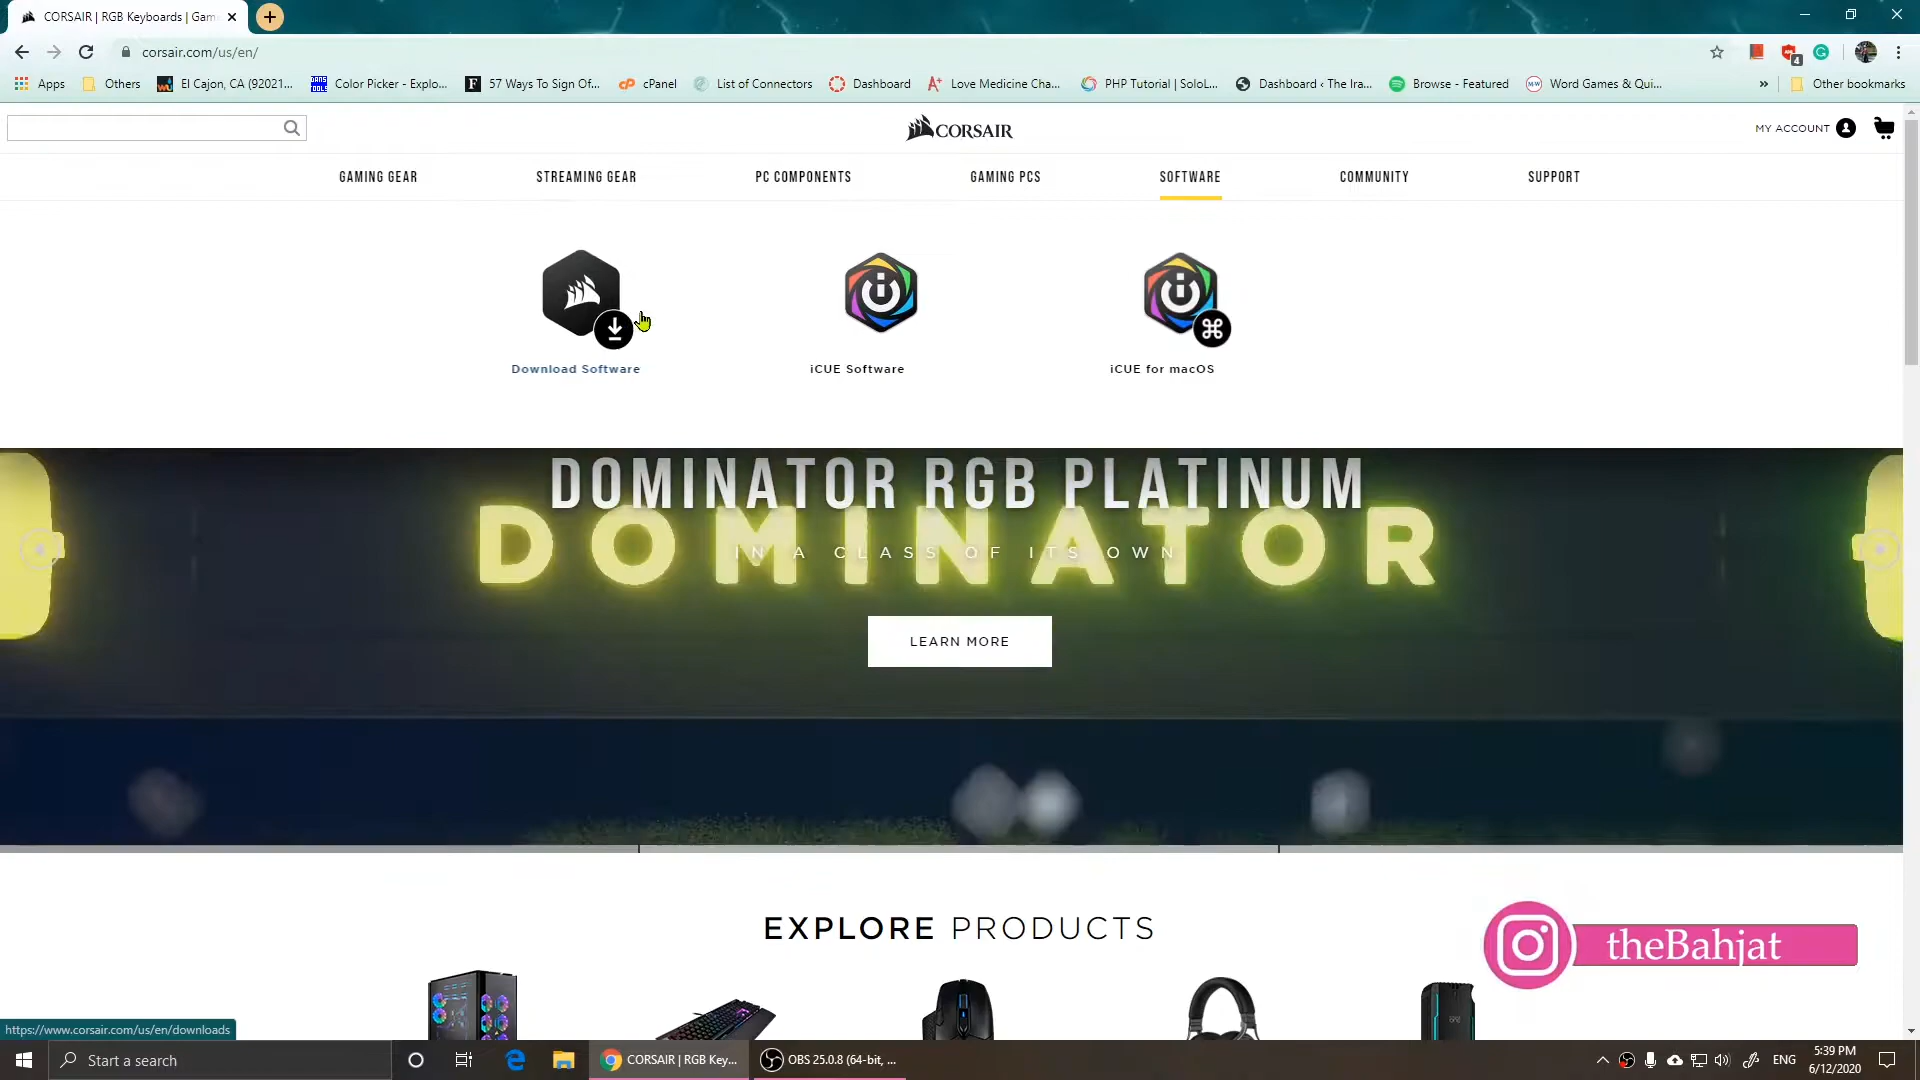 CORSAIR | RGB Keyboards | Gam
corsair.com/us/en/
4
Apps
Others
El Cajon, CA (92021...
Color Picker - Explo...
57 Ways To Sign Of...
cPanel
List of Connectors
Dashboard
Love Medicine Cha...
PHP Tutorial | SoloL...
Dashboard ‹ The Ira...
Browse - Featured
Word Games & Qui...
»
Other bookmarks
CORSAIR
MY ACCOUNT
GAMING GEAR
STREAMING GEAR
PC COMPONENTS
GAMING PCS
SOFTWARE
COMMUNITY
SUPPORT
Download Software
iCUE Software
iCUE for macOS
DOMINATOR RGB PLATINUM
DOMINATOR
IN A CLASS OF ITS OWN
LEARN MORE
EXPLORE PRODUCTS
theBahjat
https://www.corsair.com/us/en/downloads
Start a search
CORSAIR | RGB Key...
OBS 25.0.8 (64-bit, ...
ENG
5:39 PM
6/12/2020